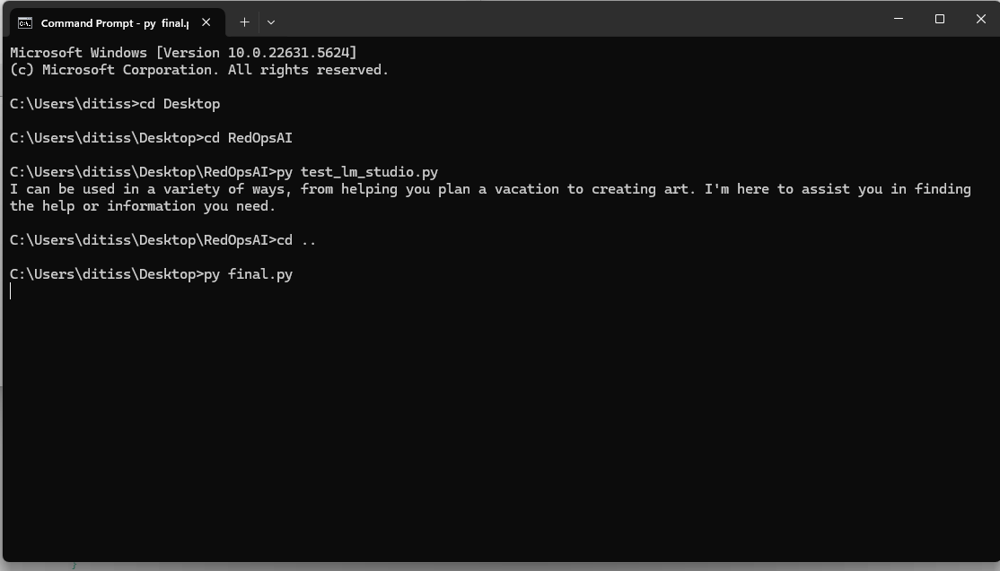 Command Prompt - py final.p
Microsoft Windows [Version 10.0.22631.5624]
(c) Microsoft Corporation. All rights reserved.
C:\Users\ditiss>cd Desktop
C:\Users\ditiss\Desktop>cd RedOpsAI
C:\Users\ditiss\Desktop\RedOpsAI>py test_lm_studio.py
I can be used in a variety of ways, from helping you plan a vacation to creating art. I'm here to assist you in finding
the help or information you need.
C:\Users\ditiss\Desktop\RedOpsAI>cd ..
C:\Users\ditiss\Desktop>py final.py